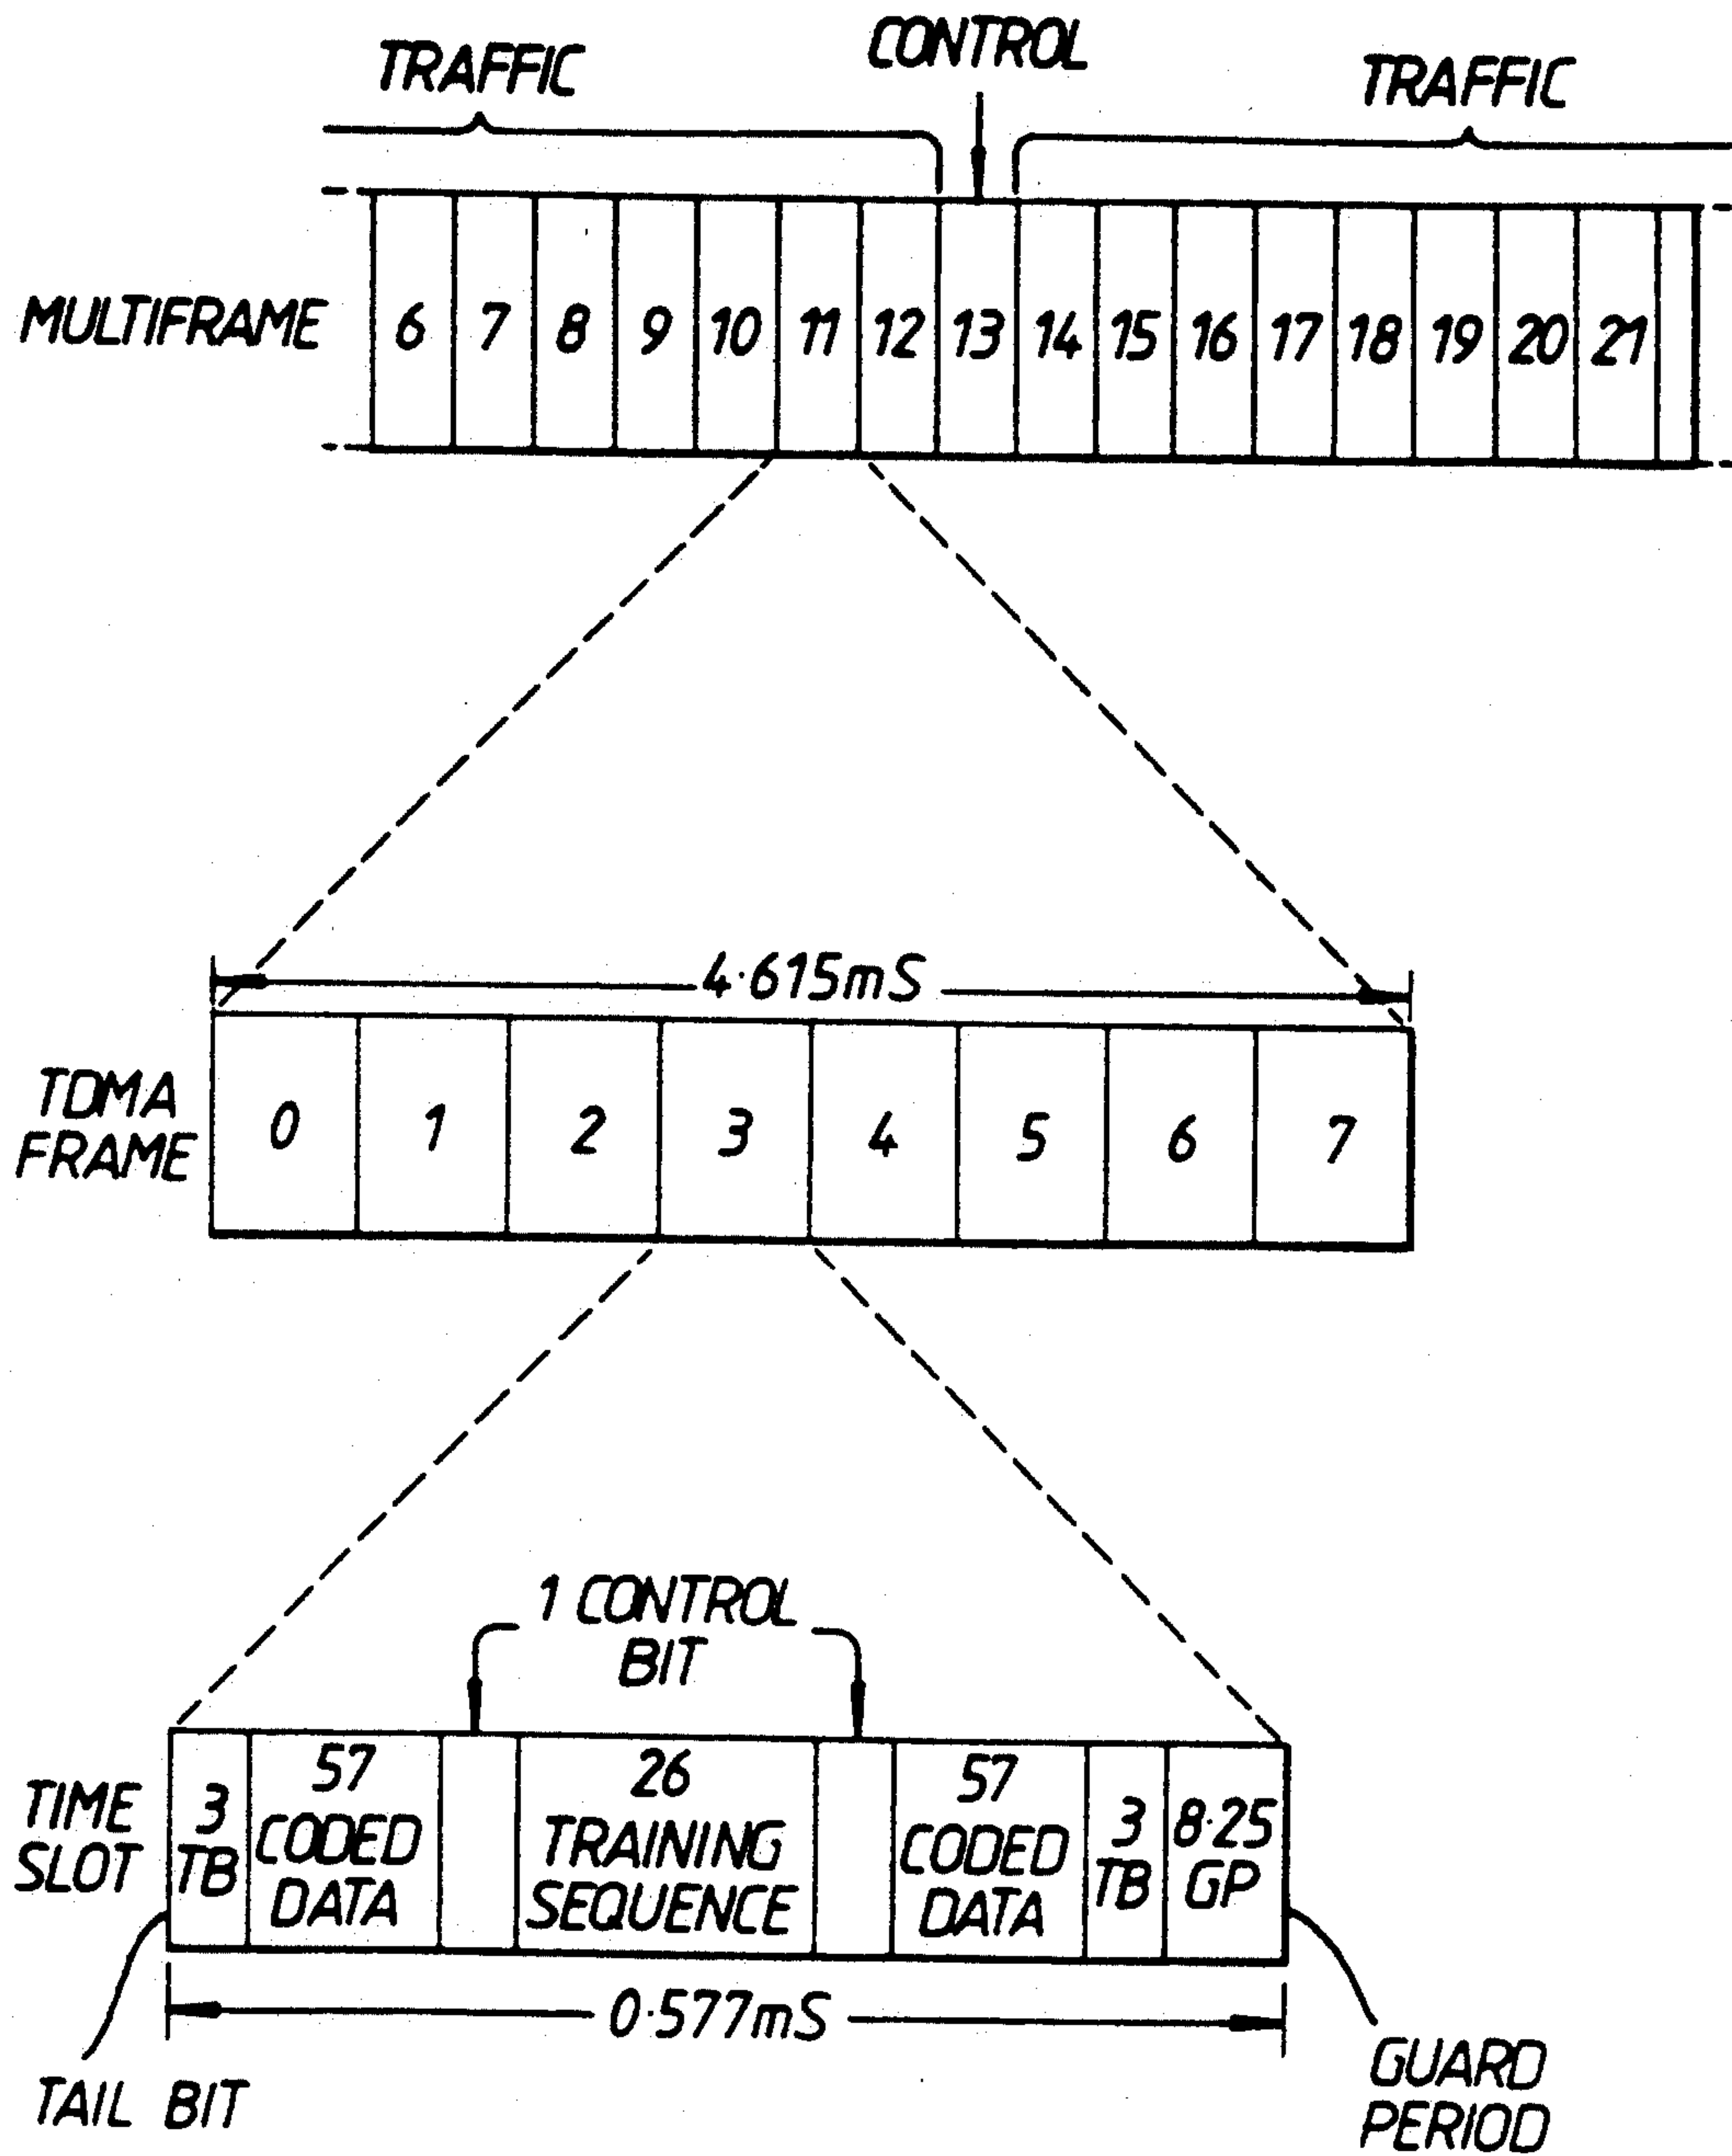 TRAFFIC
CONTROL
TRAFFIC
MULTIFRAME
6 7 8 9 10 11 12 13 14 15 16 17 18 19 20 21
4·615mS
TDMA
FRAME
0 1 2 3 4 5 6 7
1 CONTROL
BIT
TIME
SLOT
3
TB
57
CODED
DATA
26
TRAINING
SEQUENCE
57
CODED
DATA
3
TB
8·25
GP
0·577mS
TAIL BIT
GUARD
PERIOD